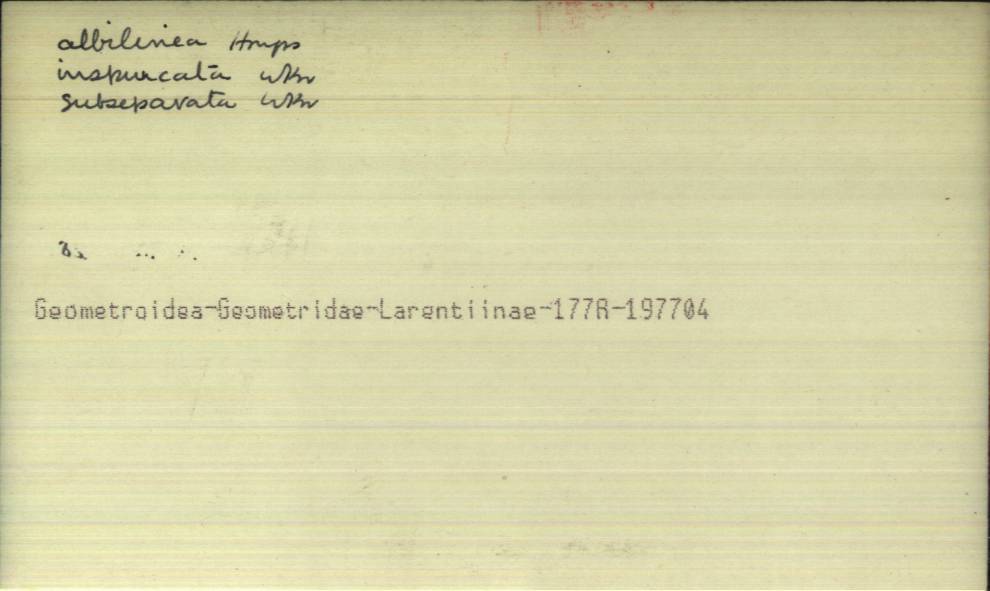 albilinea Hmps
inspurcata Wkr
subseparata Wkr
Geometroidea-Geometridae-Larentiinae-177R-197704